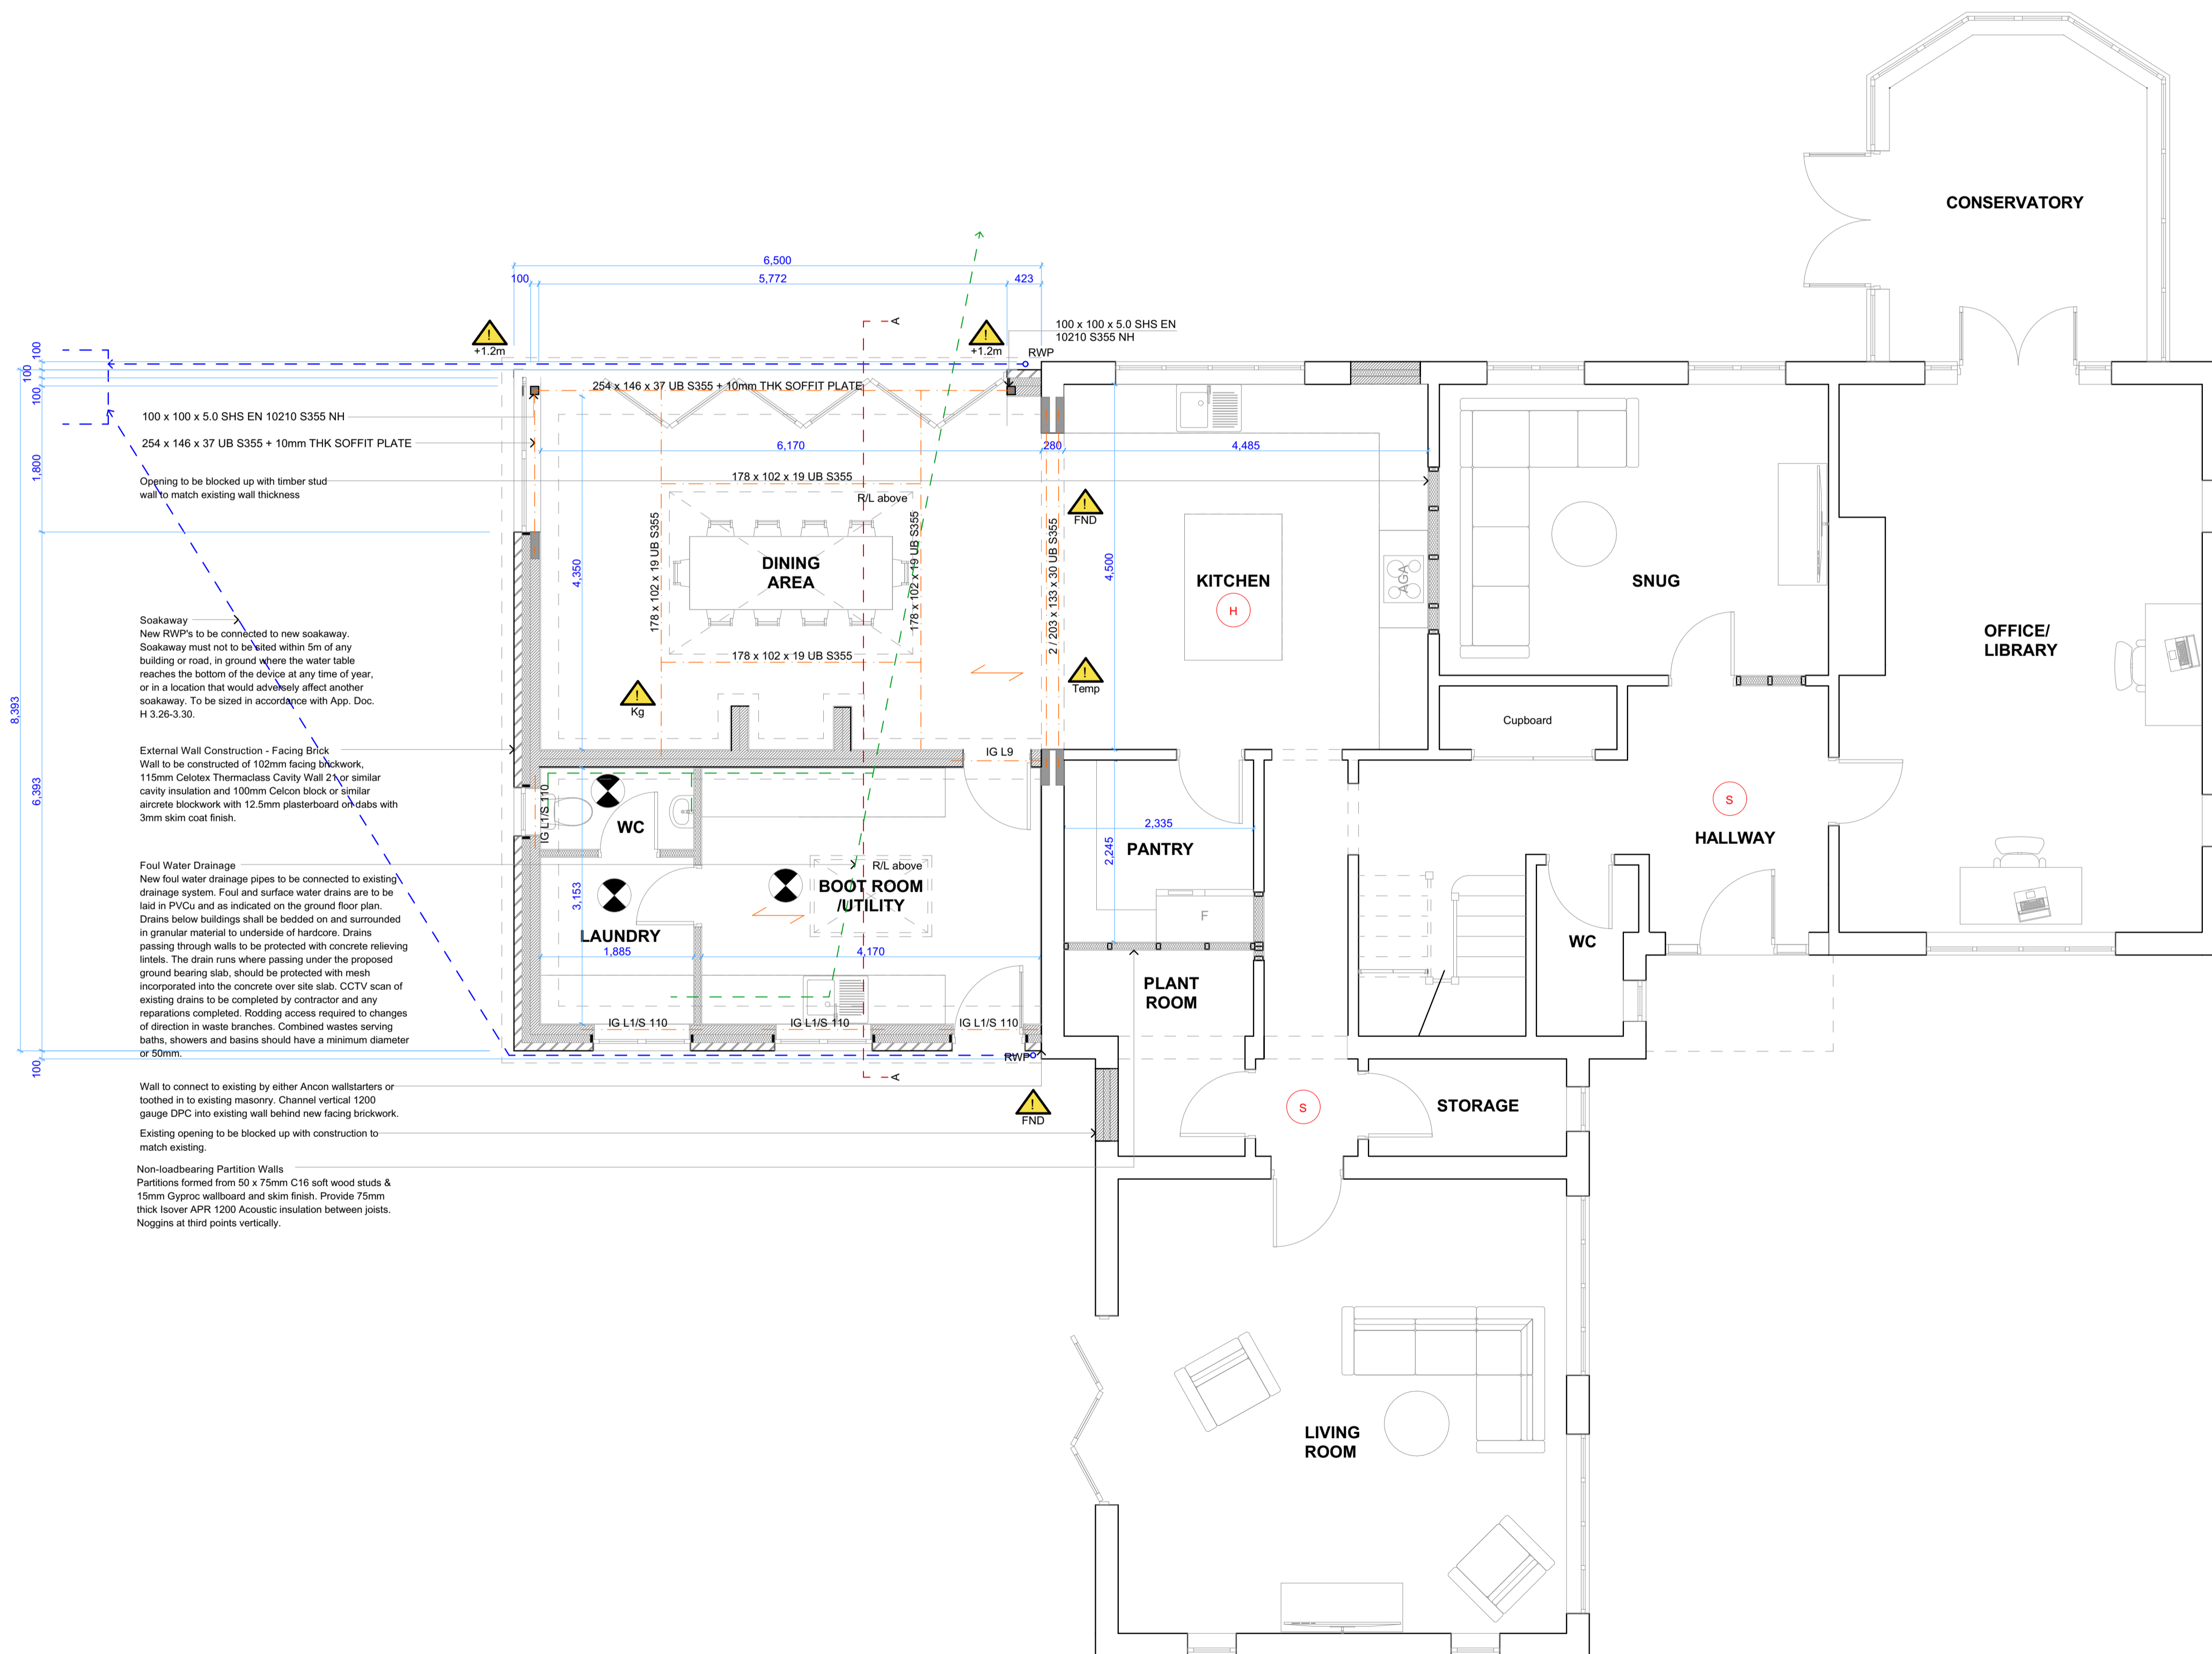 CONSERVATORY
6,500
100
5,772
423
100
100
100
1,800
8,393
6,393
100
A
+1.2m
+1.2m
100 x 100 x 5.0 SHS EN
10210 S355 NH
RWP
254 x 146 x 37 UB S355 + 10mm THK SOFFIT PLATE
100 x 100 x 5.0 SHS EN 10210 S355 NH
254 x 146 x 37 UB S355 + 10mm THK SOFFIT PLATE
Opening to be blocked up with timber stud
wall to match existing wall thickness
6,170
280
4,485
178 x 102 x 19 UB S355
R/L above
178 x 102 x 19 UB S355
178 x 102 x 19 UB S355
4,350
DINING
AREA
178 x 102 x 19 UB S355
2 / 203 x 133 x 30 UB S355
FND
Temp
Kg
4,500
KITCHEN
H
AGA
SNUG
OFFICE/
LIBRARY
Cupboard
S
HALLWAY
Soakaway
New RWP's to be connected to new soakaway.
Soakaway must not to be sited within 5m of any
building or road, in ground where the water table
reaches the bottom of the device at any time of year,
or in a location that would adversely affect another
soakaway. To be sized in accordance with App. Doc.
H 3.26-3.30.
External Wall Construction - Facing Brick
Wall to be constructed of 102mm facing brickwork,
115mm Celotex Thermaclass Cavity Wall 21 or similar
cavity insulation and 100mm Celcon block or similar
aircrete blockwork with 12.5mm plasterboard on dabs with
3mm skim coat finish.
IG L9
IG L1/S 110
WC
R/L above
BOOT ROOM
/UTILITY
3,153
LAUNDRY
1,885
4,170
IG L1/S 110
IG L1/S 110
IG L1/S 110
RWP
A
FND
2,335
2,245
PANTRY
F
PLANT
ROOM
WC
S
STORAGE
Foul Water Drainage
New foul water drainage pipes to be connected to existing
drainage system. Foul and surface water drains are to be
laid in PVCu and as indicated on the ground floor plan.
Drains below buildings shall be bedded on and surrounded
in granular material to underside of hardcore. Drains
passing through walls to be protected with concrete relieving
lintels. The drain runs where passing under the proposed
ground bearing slab, should be protected with mesh
incorporated into the concrete over site slab. CCTV scan of
existing drains to be completed by contractor and any
reparations completed. Rodding access required to changes
of direction in waste branches. Combined wastes serving
baths, showers and basins should have a minimum diameter
or 50mm.
Wall to connect to existing by either Ancon wallstarters or
toothed in to existing masonry. Channel vertical 1200
gauge DPC into existing wall behind new facing brickwork.
Existing opening to be blocked up with construction to
match existing.
Non-loadbearing Partition Walls
Partitions formed from 50 x 75mm C16 soft wood studs &
15mm Gyproc wallboard and skim finish. Provide 75mm
thick Isover APR 1200 Acoustic insulation between joists.
Noggins at third points vertically.
LIVING
ROOM